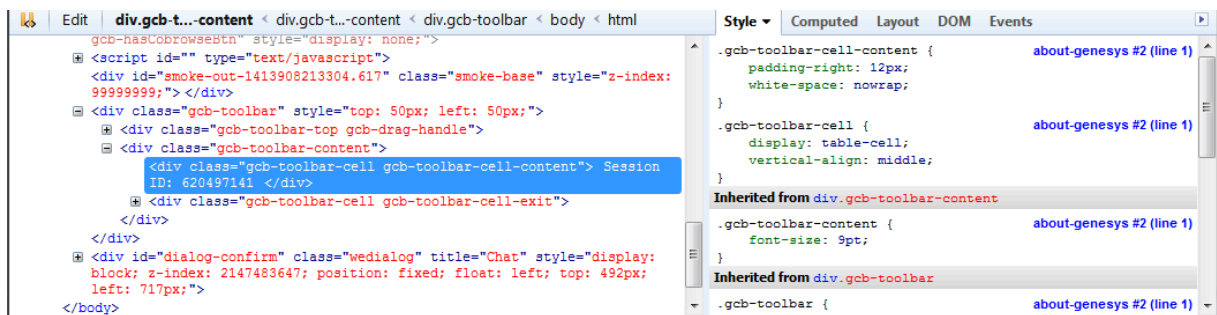 Edit div.gcb-t...-content < div.gcb-t...-content < div.gcb-toolbar < body < html
gcb-hasCobrowseBtn" style="display: none;">
<script id="" type="text/javascript">
<div id="smoke-out-1413908213304.617" class="smoke-base" style="z-index:
99999999;"> </div>
<div class="gcb-toolbar" style="top: 50px; left: 50px;">
<div class="gcb-toolbar-top gcb-drag-handle">
<div class="gcb-toolbar-content">
<div class="gcb-toolbar-cell gcb-toolbar-cell-content"> Session
ID: 620497141 </div>
<div class="gcb-toolbar-cell gcb-toolbar-cell-exit">
</div>
</div>
<div id="dialog-confirm" class="wedialog" title="Chat" style="display:
block; z-index: 2147483647; position: fixed; float: left; top: 492px;
left: 717px;">
</body>
Style Computed Layout DOM Events
.gcb-toolbar-cell-content { about-genesys #2 (line 1)
padding-right: 12px;
white-space: nowrap;
}
.gcb-toolbar-cell { about-genesys #2 (line 1)
display: table-cell;
vertical-align: middle;
}
Inherited from div.gcb-toolbar-content
.gcb-toolbar-content { about-genesys #2 (line 1)
font-size: 9pt;
}
Inherited from div.gcb-toolbar
.gcb-toolbar { about-genesys #2 (line 1)